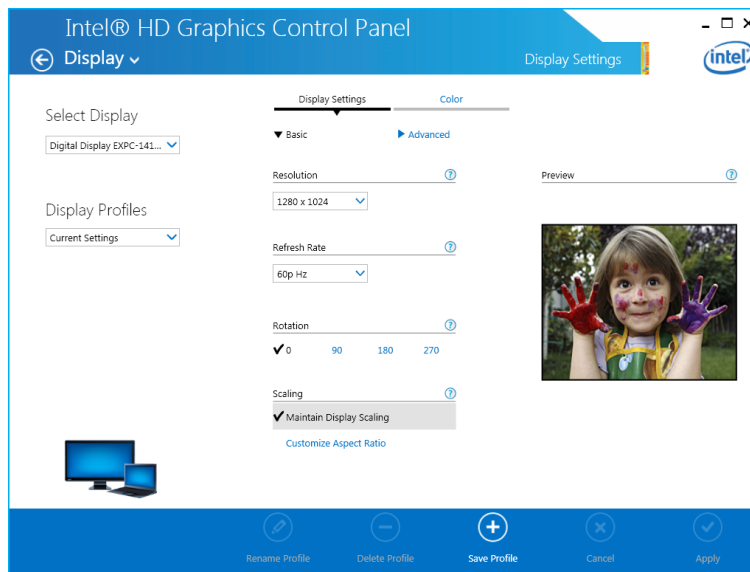 Intel® HD Graphics Control Panel
Display
Display Settings
intel
Select Display
Digital Display EXPC-141...
Display Profiles
Current Settings
Display Settings
Color
Basic
Advanced
Resolution
?
1280 x 1024
Refresh Rate
?
60p Hz
Rotation
?
0
90
180
270
Scaling
?
Maintain Display Scaling
Customize Aspect Ratio
Preview
?
Rename Profile
Delete Profile
Save Profile
Cancel
Apply